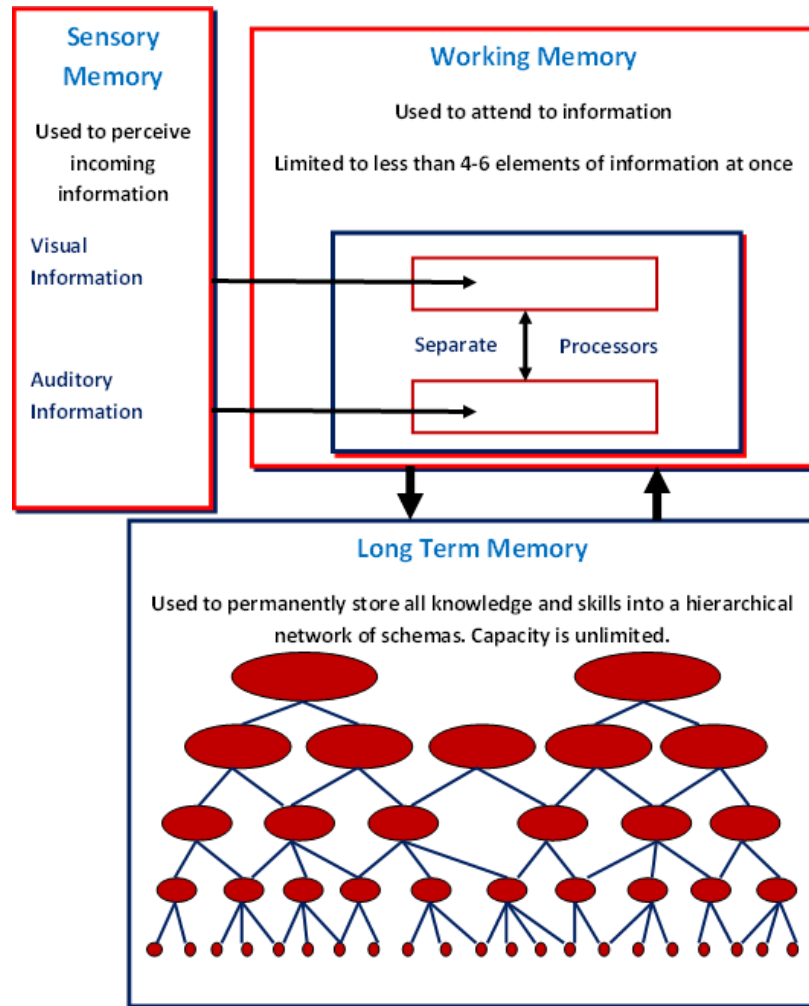 Sensory
Memory
Used to perceive
incoming
information
Visual
Information
Auditory
Information
Working Memory
Used to attend to information
Limited to less than 4-6 elements of information at once
Separate Processors
Long Term Memory
Used to permanently store all knowledge and skills into a hierarchical
network of schemas. Capacity is unlimited.